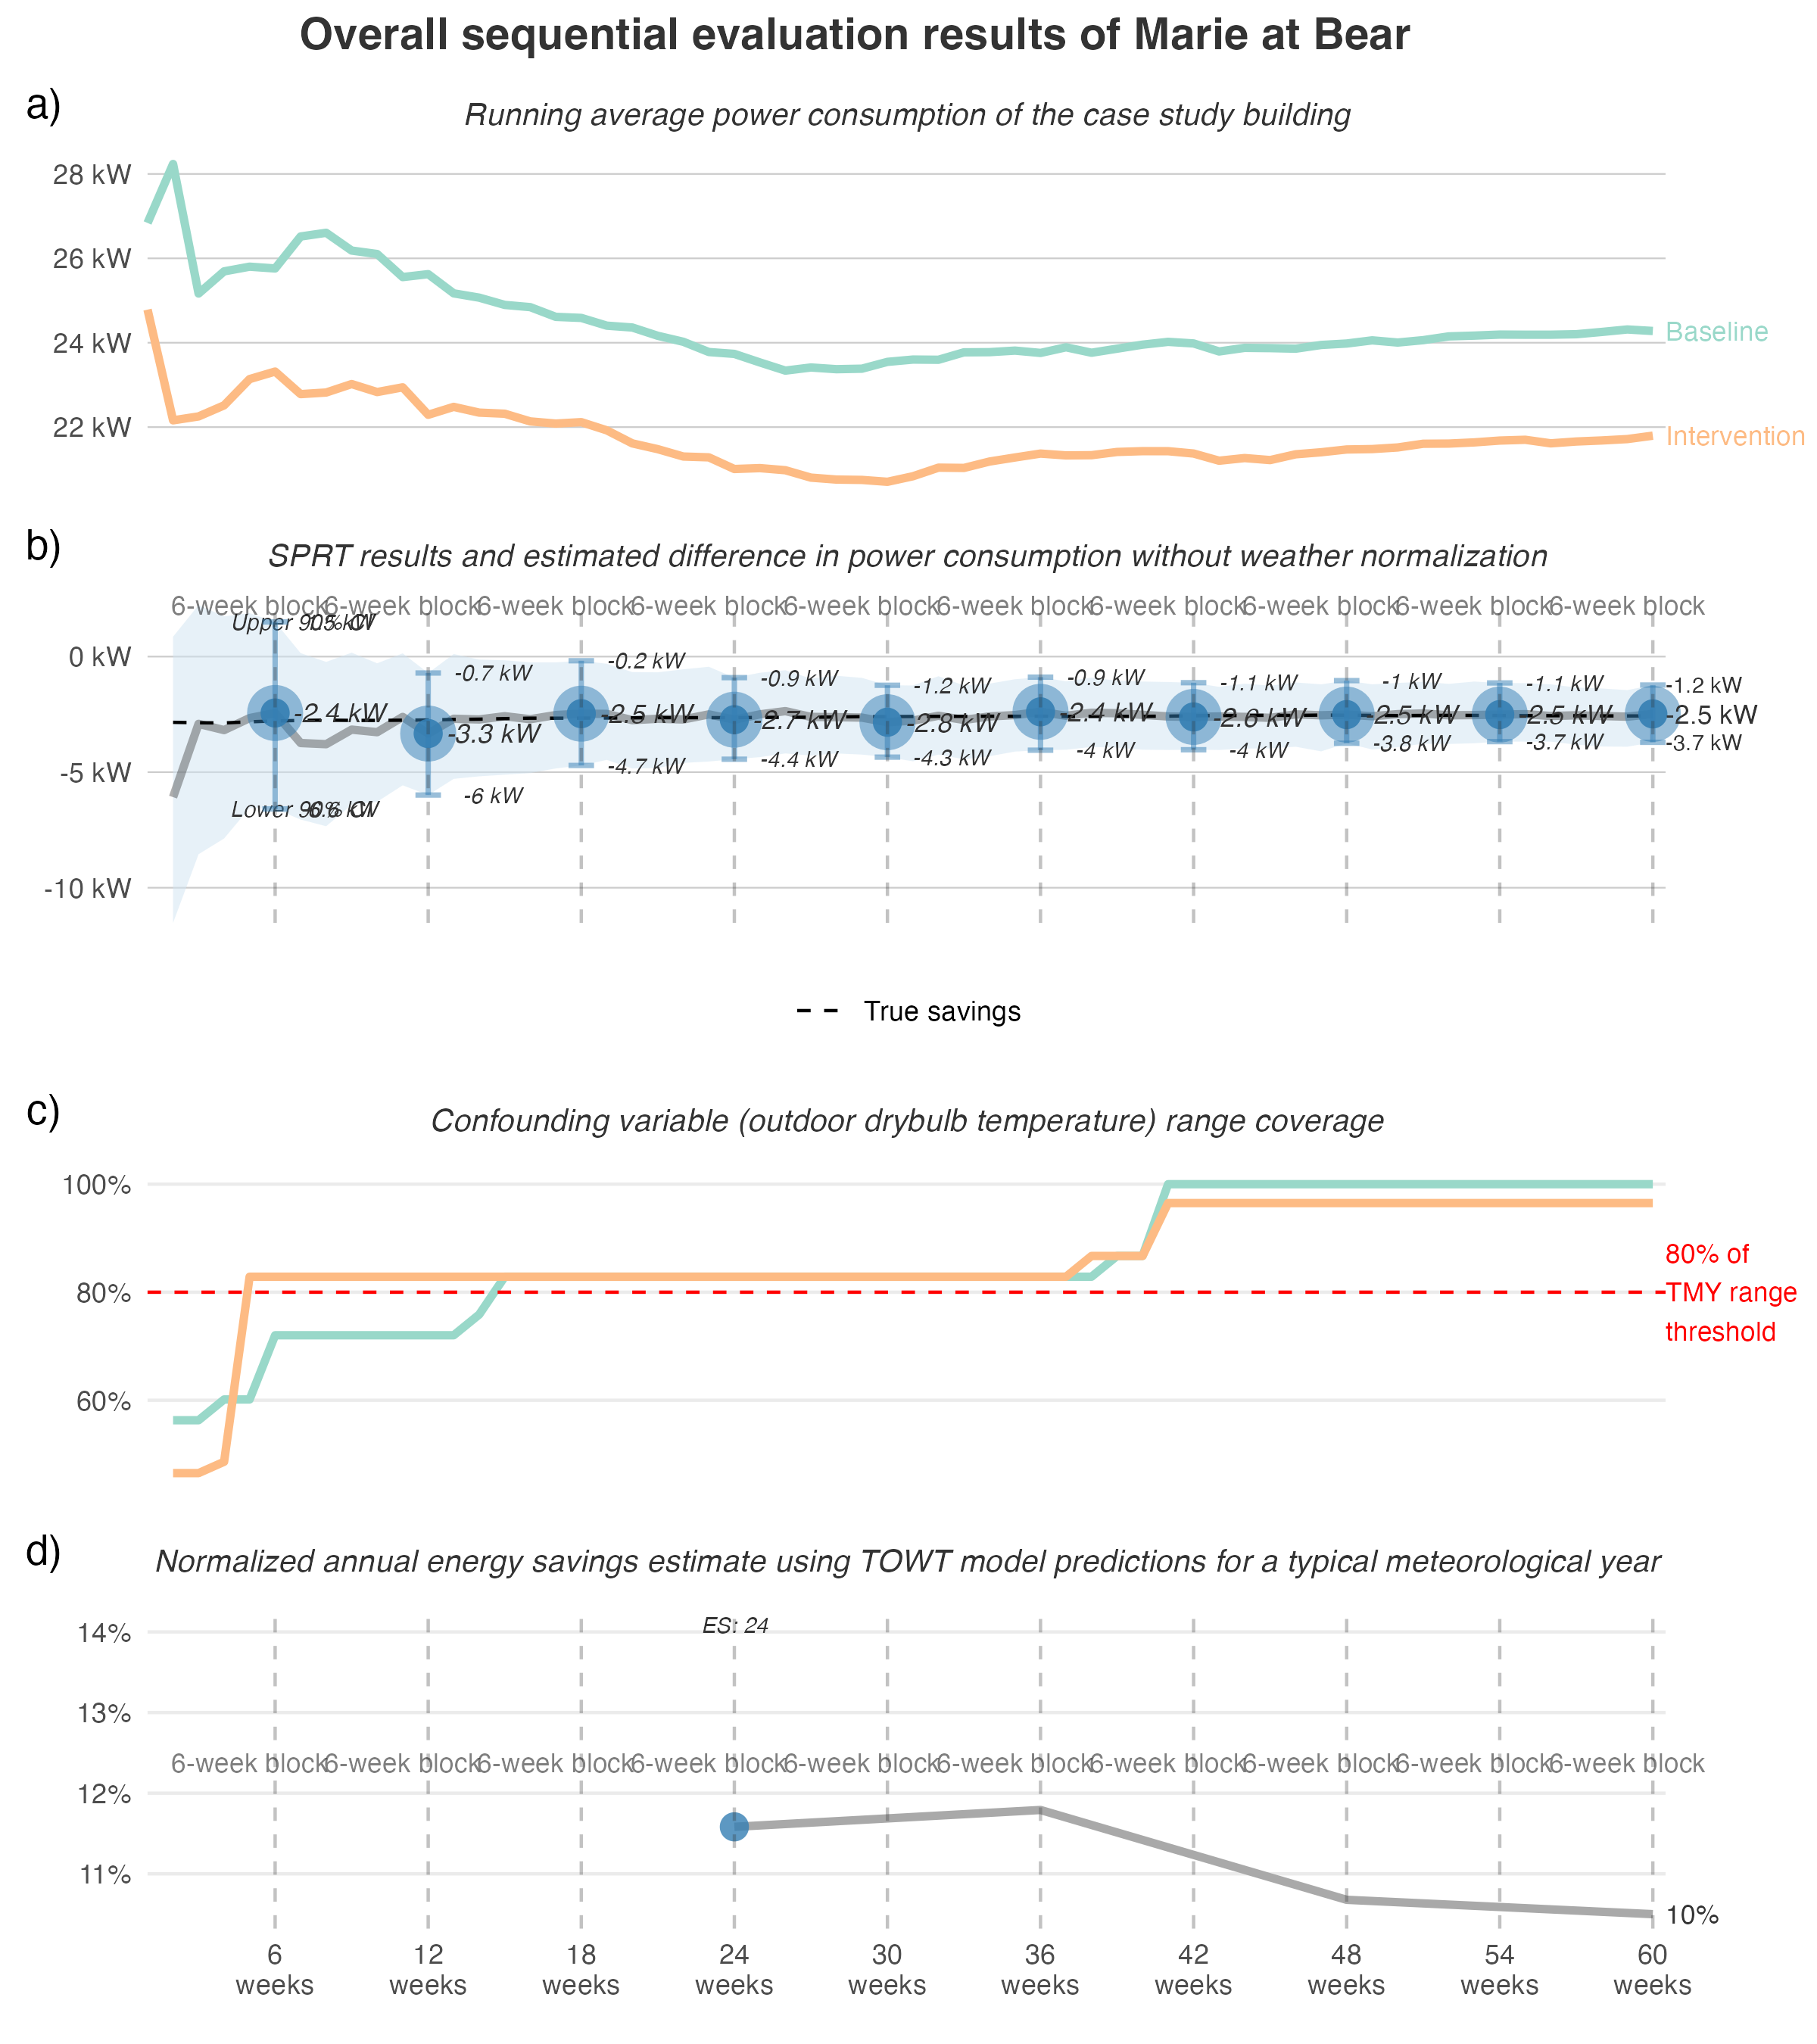 Overall sequential evaluation results of Marie at Bear
a)
Running average power consumption of the case study building
28 kW
26 kW
24 kW
22 kW
Baseline
Intervention
b)
SPRT results and estimated difference in power consumption without weather normalization
6-week block 6-week block 6-week block 6-week block 6-week block 6-week block 6-week block 6-week block 6-week block 6-week block
Upper 90% CI 1.5 kW
0 kW
-5 kW
-10 kW
-0.7 kW
-0.2 kW
-0.9 kW
-1.2 kW
-0.9 kW
-1.1 kW
-1 kW
-1.1 kW
-1.2 kW
-2.4 kW
-3.3 kW
-2.5 kW
-2.7 kW
-2.8 kW
-2.4 kW
-2.6 kW
-2.5 kW
-2.5 kW
-2.5 kW
Lower 90% CI -6.6 kW
-6 kW
-4.7 kW
-4.4 kW
-4.3 kW
-4 kW
-4 kW
-3.8 kW
-3.7 kW
-3.7 kW
True savings
c)
Confounding variable (outdoor drybulb temperature) range coverage
100%
80%
60%
80% of
TMY range
threshold
d)
Normalized annual energy savings estimate using TOWT model predictions for a typical meteorological year
ES: 24
14%
13%
12%
11%
6-week block 6-week block 6-week block 6-week block 6-week block 6-week block 6-week block 6-week block 6-week block 6-week block
10%
6 12 18 24 30 36 42 48 54 60
weeks weeks weeks weeks weeks weeks weeks weeks weeks weeks